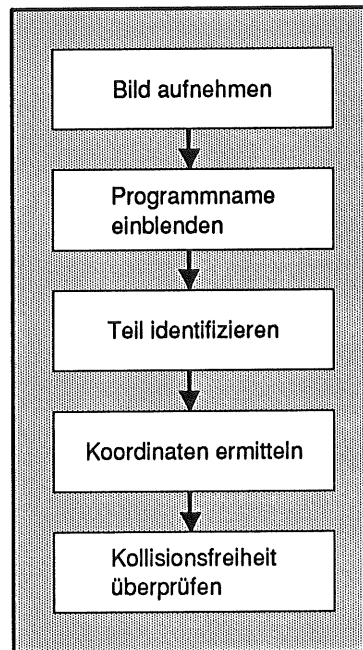 Bild aufnehmen
Programmname
einblenden
Teil identifizieren
Koordinaten ermitteln
Kollisionsfreiheit
überprüfen